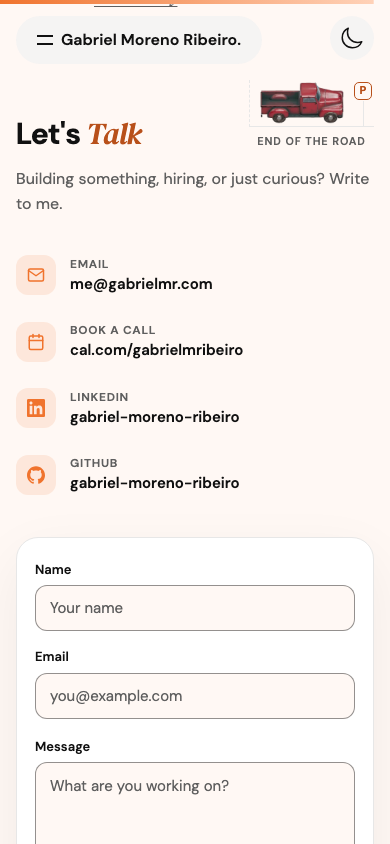 Gabriel Moreno Ribeiro.
P
Let's Talk
END OF THE ROAD
Building something, hiring, or just curious? Write
to me.
EMAIL
me@gabrielmr.com
BOOK A CALL
cal.com/gabrielmribeiro
LINKEDIN
gabriel-moreno-ribeiro
GITHUB
gabriel-moreno-ribeiro
Name
Your name
Email
you@example.com
Message
What are you working on?